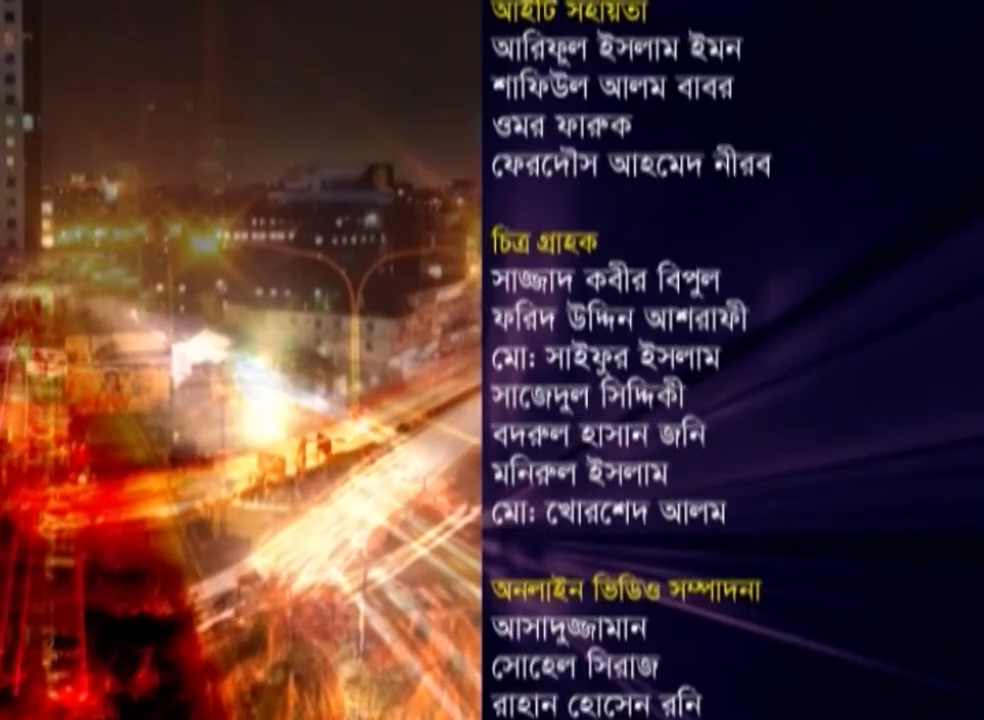 আইটি সহায়তা
আরিফুল ইসলাম ইমন
শাফিউল আলম বাবর
ওমর ফারুক
ফেরদৌস আহমেদ নীরব
চিত্র গ্রাহক
সাজ্জাদ কবীর বিপুল
ফরিদ উদ্দিন আশরাফী
মো: সাইফুর ইসলাম
সাজেদুল সিদ্দিকী
বদরুল হাসান জনি
মনিরুল ইসলাম
মো: খোরশেদ আলম
অনলাইন ভিডিও সম্পাদনা
আসাদুজ্জামান
সোহেল সিরাজ
রাহান হোসেন রনি